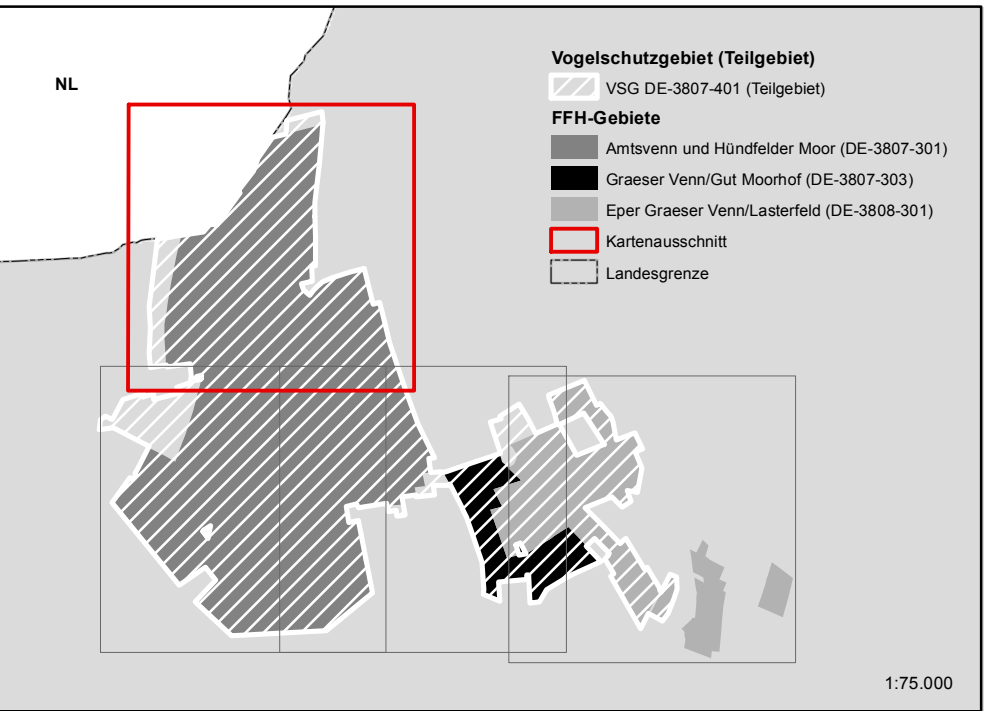 NL
Vogelschutzgebiet (Teilgebiet)
VSG DE-3807-401 (Teilgebiet)
FFH-Gebiete
Amtsvenn und Hündfelder Moor (DE-3807-301)
Graeser Venn/Gut Moorhof (DE-3807-303)
Eper Graeser Venn/Lasterfeld (DE-3808-301)
Kartenausschnitt
Landesgrenze
1:75.000